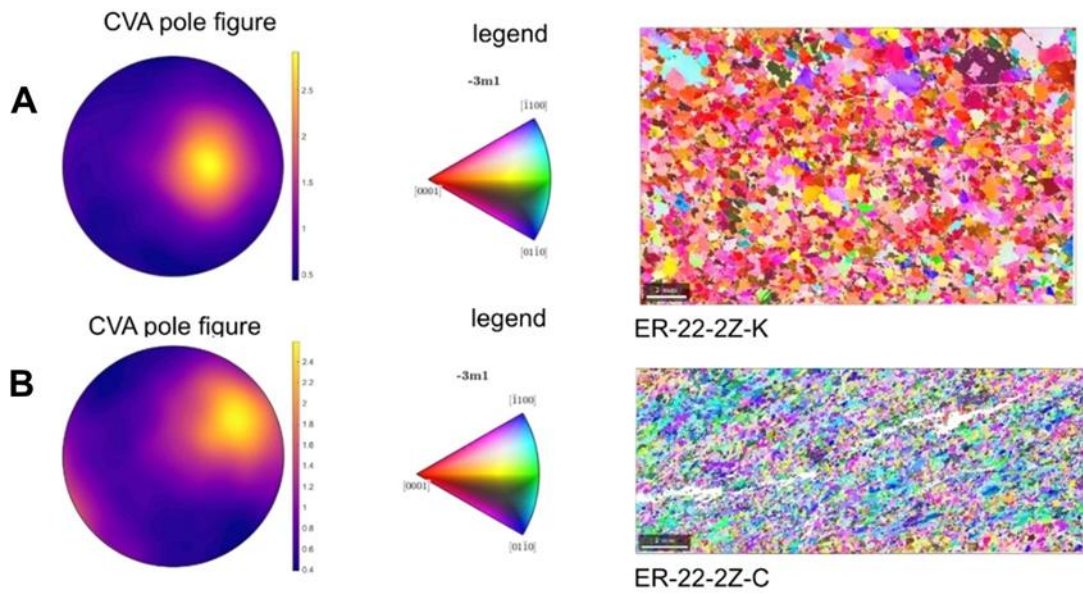 CVA pole figure
legend
A
2.5
2
1.5
1
0.5
-3m1
[1̄100]
[0001]
[011̄0]
ER-22-2Z-K
CVA pole figure
legend
B
2.4
2.2
2
1.8
1.6
1.4
1.2
1
0.8
0.6
0.4
-3m1
[1̄100]
[0001]
[011̄0]
ER-22-2Z-C